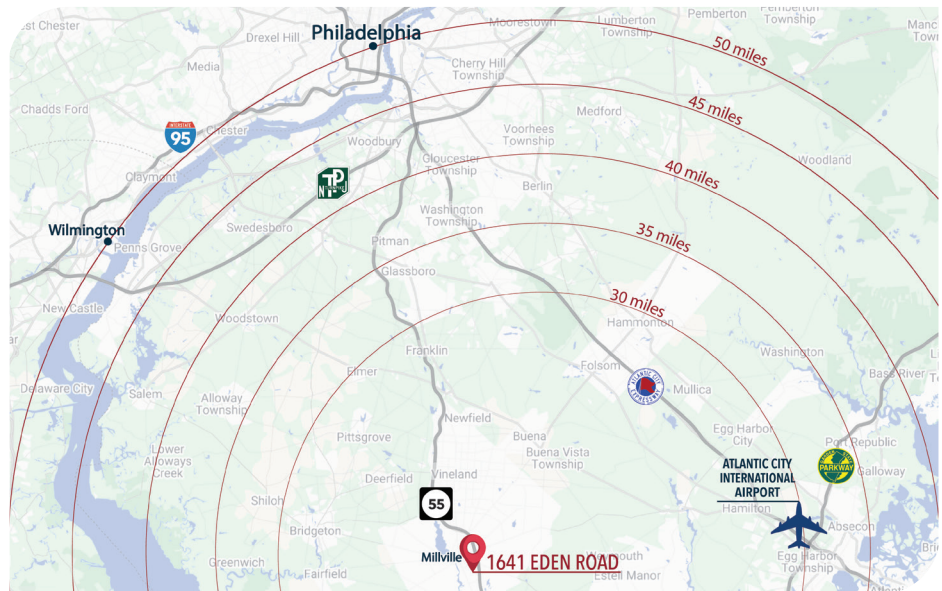 est Chester
Drexel Hill
Philadelphia
Moorestown
Lumberton
Township
Pemberton
Pemberton
Township
Media
Cherry Hill
Township
50 miles
Chadds Ford
INTERSTATE
95
Chester
45 miles
Medford
Voorhees
Township
Woodbury
Woodland
Claymont
Gloucester
Township
40 miles
Berlin
Wilmington
Swedesboro
Washington
Township
Penns Grove
Pitman
35 miles
Glassboro
30 miles
New Castle
Woodstown
Hammonton
Franklin
Washington
Elmer
Folsom
Bass River
Delaware City
Salem
ATLANTIC CITY
EXPRESSWAY
Mullica
Alloway
Township
Newfield
Egg Harbor
City
Pittsgrove
Buena
Buena Vista
Township
Port Republic
Lower
Alloways
Creek
PARKWAY
Deerfield
Vineland
ATLANTIC CITY
INTERNATIONAL
AIRPORT
Galloway
Shiloh
55
Hamilton
Absecon
Bridgeton
Millville
1641 EDEN ROAD
Egg Harbor
Township
Greenwich
Fairfield
Estell Manor